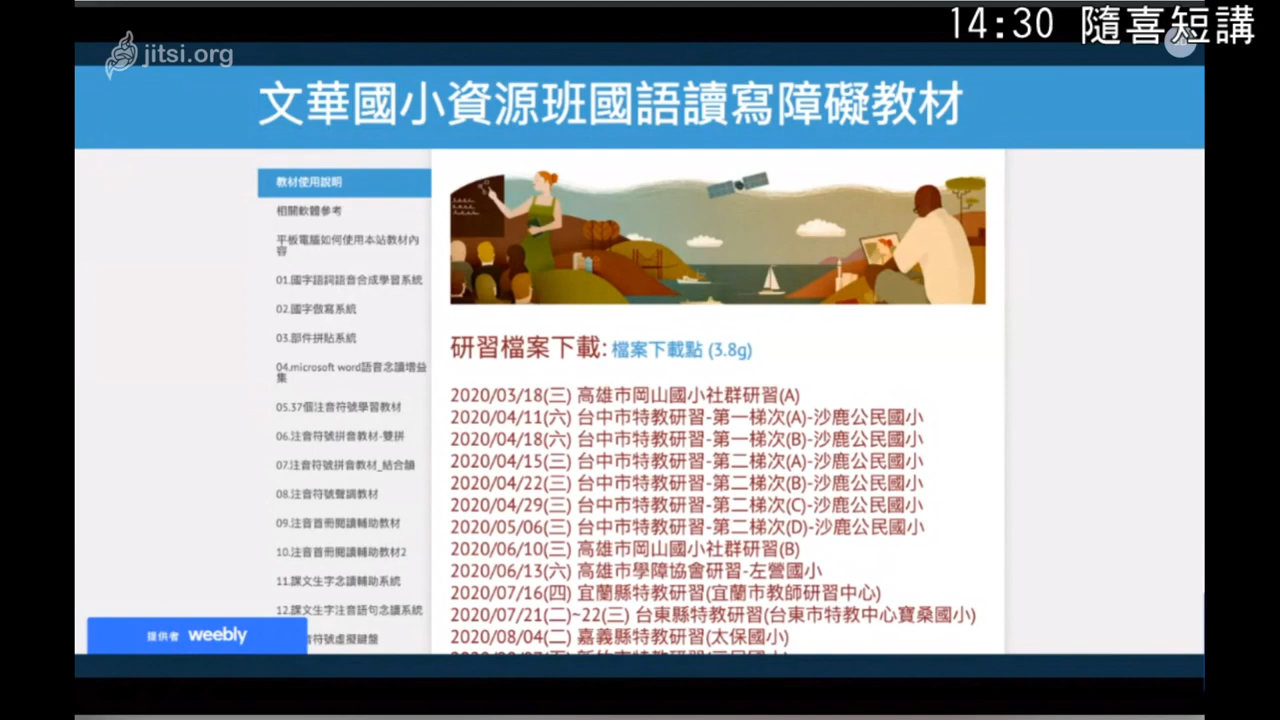 14:30 隨喜短講
jitsi.org
文華國小資源班國語讀寫障礙教材
教材使用說明
相關軟體參考
平板電腦如何使用本站教材內
容
01.國字語詞語音合成學習系統
02.國字倣寫系統
03.部件拼貼系統
04.microsoft word語音念讀增益
集
05.37個注音符號學習教材
06.注音符號拼音教材-雙拼
07.注音符號拼音教材_結合韻
08.注音符號聲調教材
09.注音首冊閱讀輔助教材
10.注音首冊閱讀輔助教材2
11.課文生字念讀輔助系統
12.課文生字注音語句念讀系統
音符號虛擬鍵盤
提供者 weebly
研習檔案下載: 檔案下載點 (3.8g)
2020/03/18(三) 高雄市岡山國小社群研習(A)
2020/04/11(六) 台中市特教研習-第一梯次(A)-沙鹿公民國小
2020/04/18(六) 台中市特教研習-第一梯次(B)-沙鹿公民國小
2020/04/15(三) 台中市特教研習-第二梯次(A)-沙鹿公民國小
2020/04/22(三) 台中市特教研習-第二梯次(B)-沙鹿公民國小
2020/04/29(三) 台中市特教研習-第二梯次(C)-沙鹿公民國小
2020/05/06(三) 台中市特教研習-第二梯次(D)-沙鹿公民國小
2020/06/10(三) 高雄市岡山國小社群研習(B)
2020/06/13(六) 高雄市學障協會研習-左營國小
2020/07/16(四) 宜蘭縣特教研習(宜蘭市教師研習中心)
2020/07/21(二)~22(三) 台東縣特教研習(台東市特教中心寶桑國小)
2020/08/04(二) 嘉義縣特教研習(太保國小)